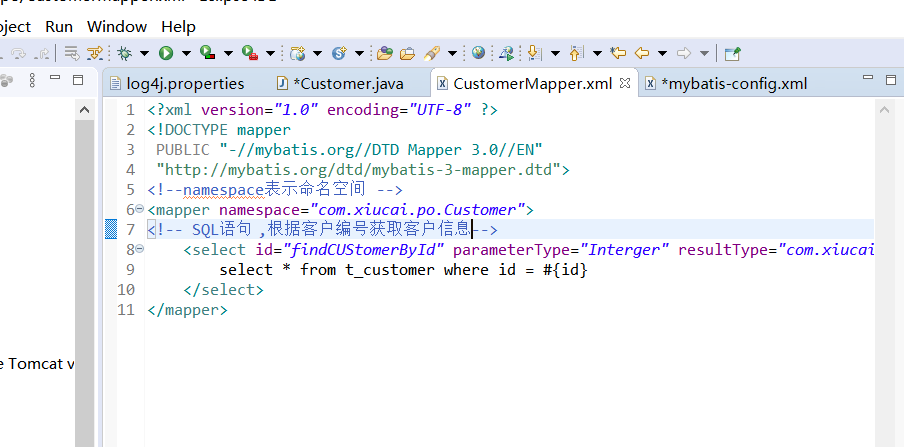 oject Run Window Help
log4j.properties *Customer.java CustomerMapper.xml *mybatis-config.xml
1 <?xml version="1.0" encoding="UTF-8" ?>
2 <!DOCTYPE mapper
3 PUBLIC "-//mybatis.org//DTD Mapper 3.0//EN"
4 "http://mybatis.org/dtd/mybatis-3-mapper.dtd">
5 <!--namespace表示命名空间 -->
6 <mapper namespace="com.xiucai.po.Customer">
7 <!-- SQL语句 ,根据客户编号获取客户信息-->
8 <select id="findCUStomerById" parameterType="Interger" resultType="com.xiucai
9 select * from t_customer where id = #{id}
10 </select>
11 </mapper>
e Tomcat v